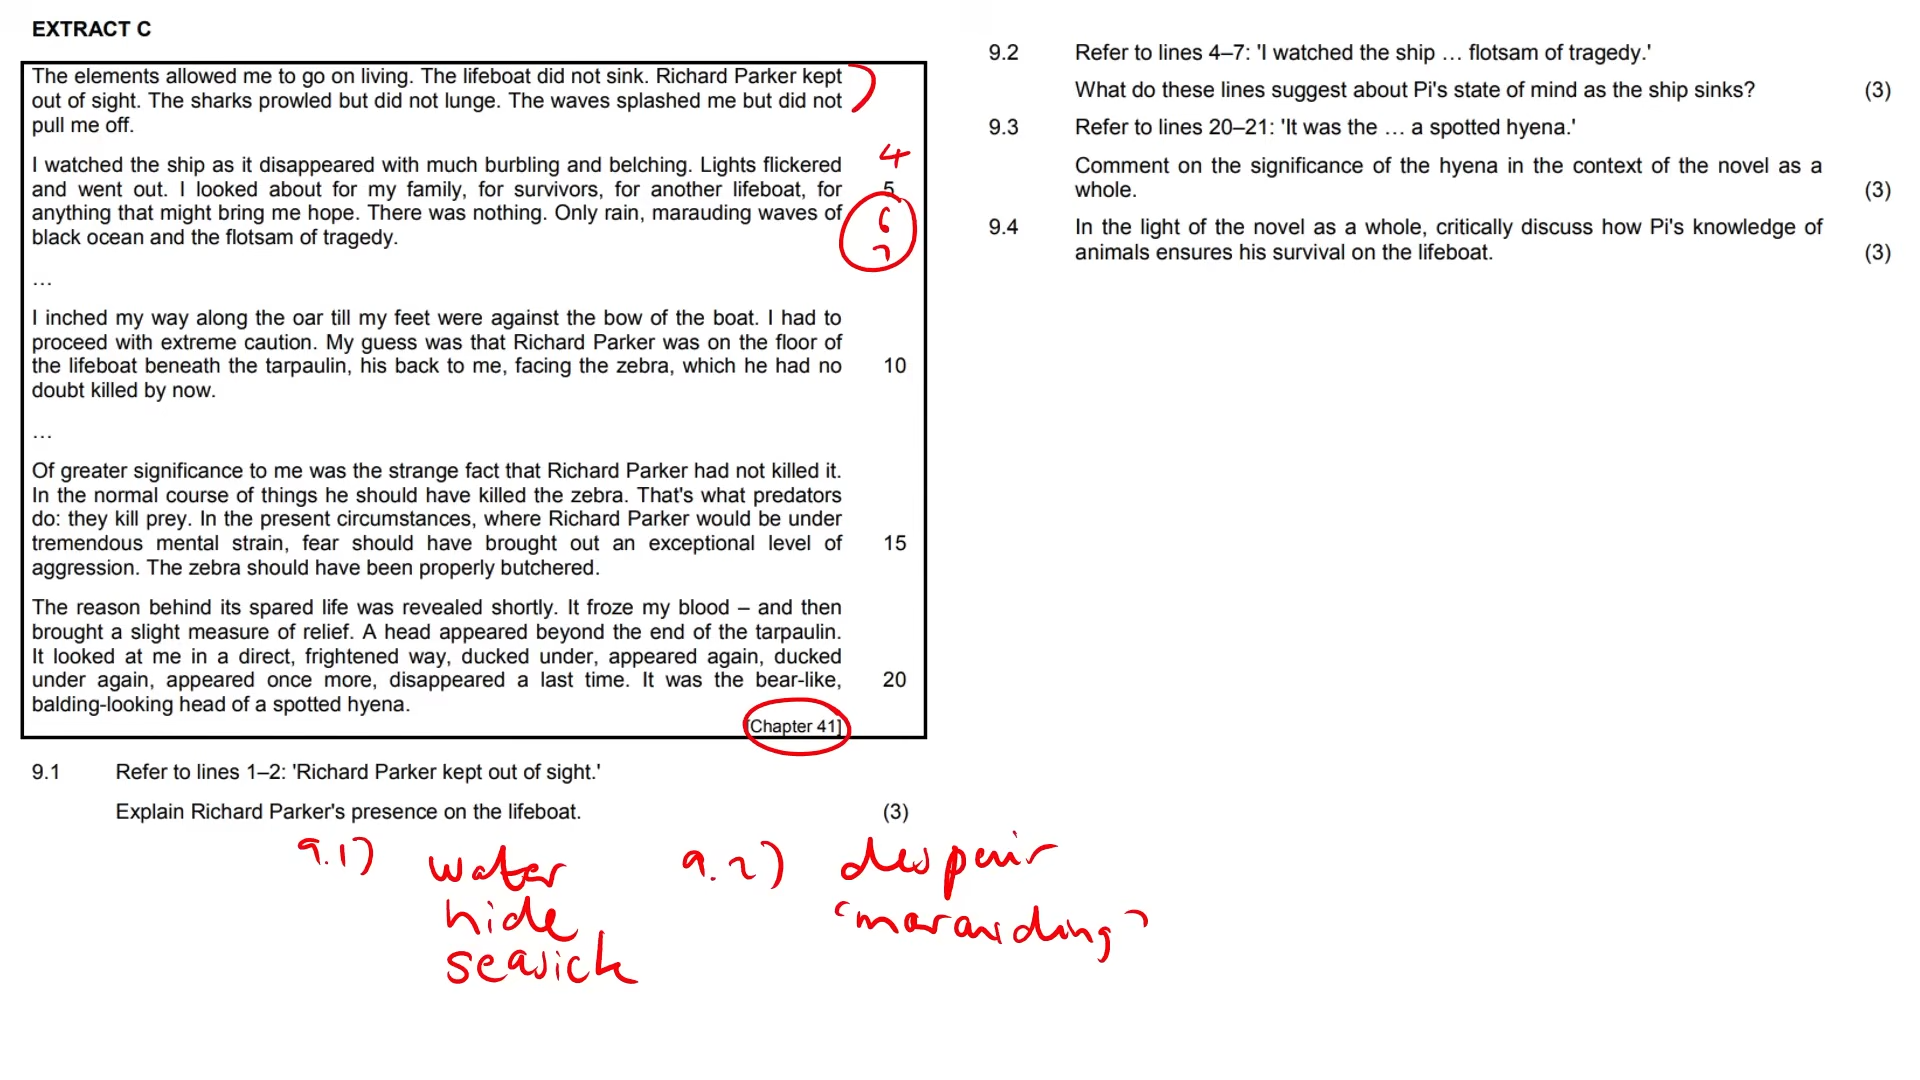 EXTRACT C
The elements allowed me to go on living. The lifeboat did not sink. Richard Parker kept
out of sight. The sharks prowled but did not lunge. The waves splashed me but did not
pull me off.
I watched the ship as it disappeared with much burbling and belching. Lights flickered 4
and went out. I looked about for my family, for survivors, for another lifeboat, for 5
anything that might bring me hope. There was nothing. Only rain, marauding waves of 6
black ocean and the flotsam of tragedy. 7
…
I inched my way along the oar till my feet were against the bow of the boat. I had to
proceed with extreme caution. My guess was that Richard Parker was on the floor of
the lifeboat beneath the tarpaulin, his back to me, facing the zebra, which he had no 10
doubt killed by now.
…
Of greater significance to me was the strange fact that Richard Parker had not killed it.
In the normal course of things he should have killed the zebra. That's what predators
do: they kill prey. In the present circumstances, where Richard Parker would be under
tremendous mental strain, fear should have brought out an exceptional level of 15
aggression. The zebra should have been properly butchered.
The reason behind its spared life was revealed shortly. It froze my blood – and then
brought a slight measure of relief. A head appeared beyond the end of the tarpaulin.
It looked at me in a direct, frightened way, ducked under, appeared again, ducked
under again, appeared once more, disappeared a last time. It was the bear-like, 20
balding-looking head of a spotted hyena.
[Chapter 41]
9.1 Refer to lines 1–2: 'Richard Parker kept out of sight.'
Explain Richard Parker's presence on the lifeboat. (3)
9.1) water
hide
seasick
9.2) despair
'marauding'
9.2 Refer to lines 4–7: 'I watched the ship … flotsam of tragedy.'
What do these lines suggest about Pi's state of mind as the ship sinks? (3)
9.3 Refer to lines 20–21: 'It was the … a spotted hyena.'
Comment on the significance of the hyena in the context of the novel as a
whole. (3)
9.4 In the light of the novel as a whole, critically discuss how Pi's knowledge of
animals ensures his survival on the lifeboat. (3)